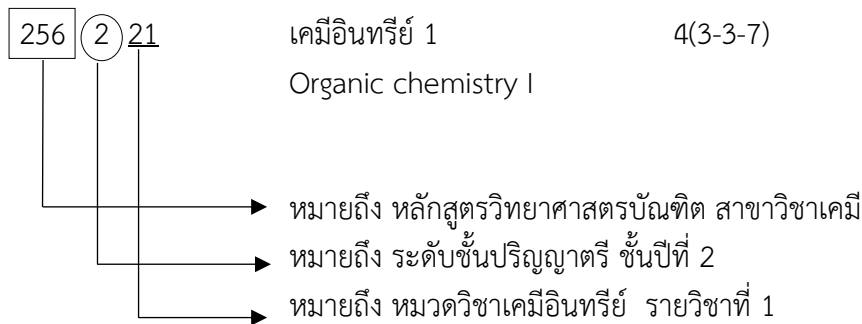 256 2 21 เคมีอินทรีย์ 1 4(3-3-7)
Organic chemistry I
หมายถึง หลักสูตรวิทยาศาสตรบัณฑิต สาขาวิชาเคมี
หมายถึง ระดับชั้นปริญญาตรี ชั้นปีที่ 2
หมายถึง หมวดวิชาเคมีอินทรีย์ รายวิชาที่ 1